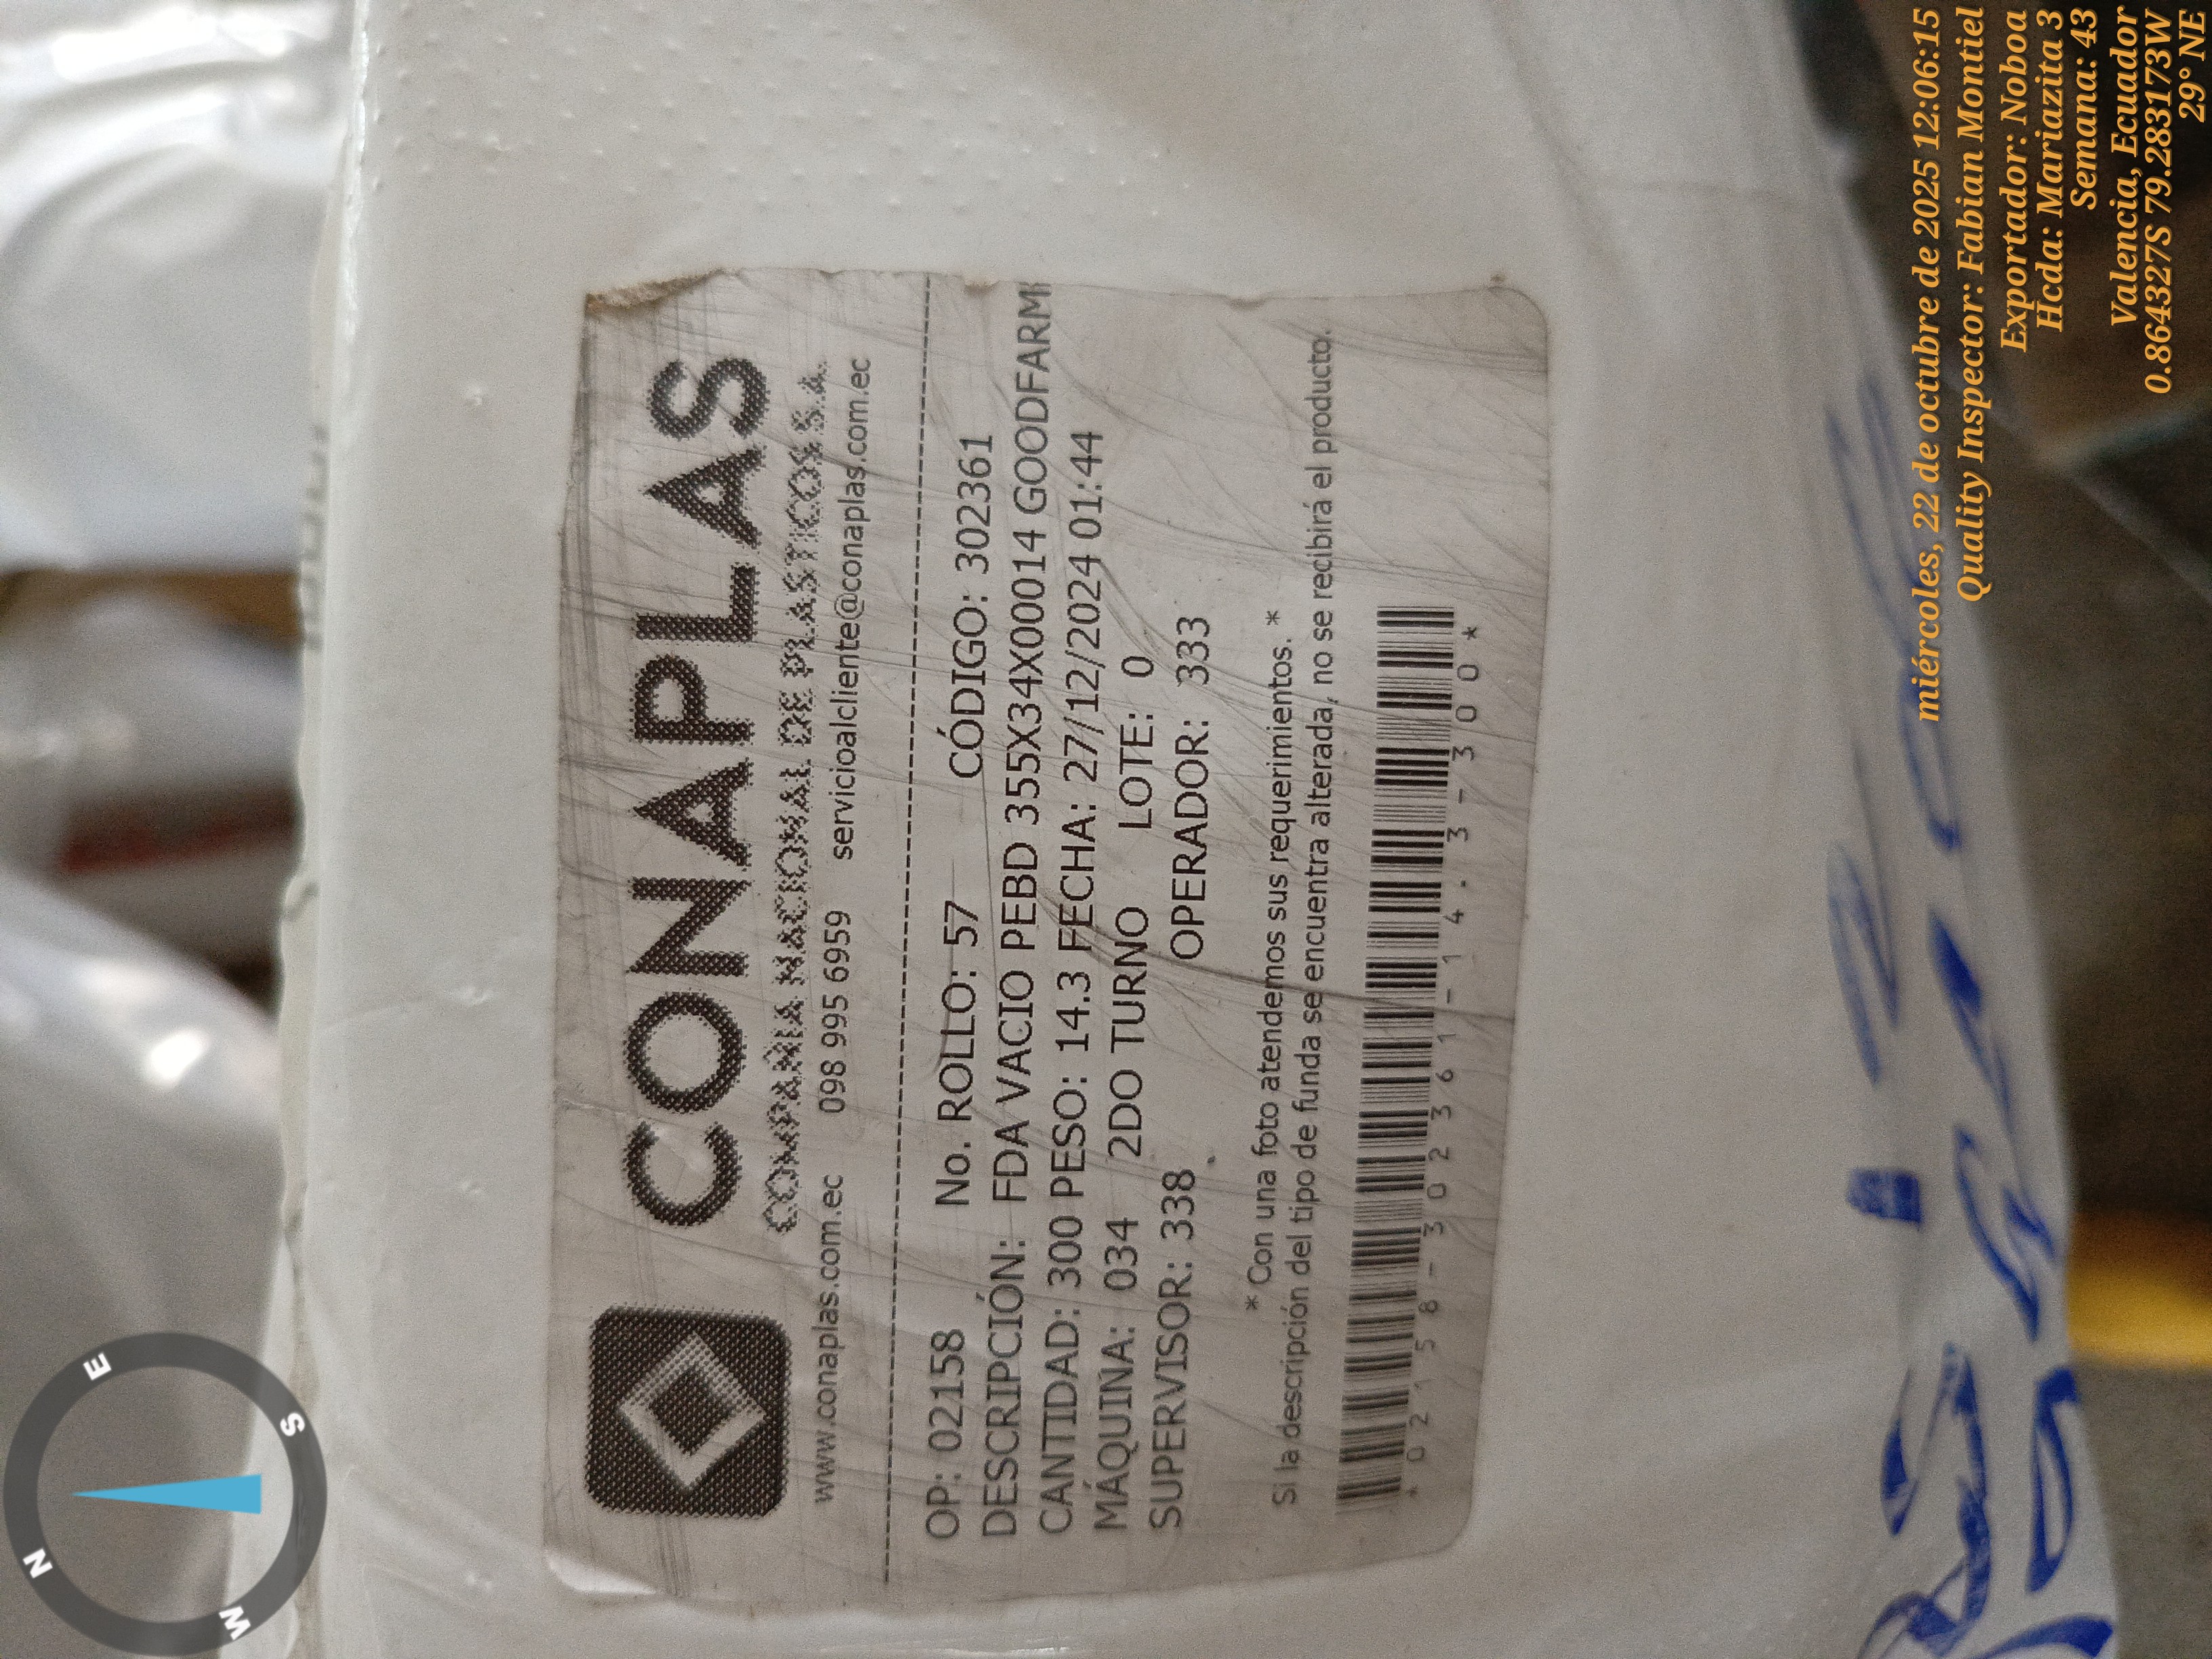 N
E
W
S
CONAPLAS
COMPAÑIA NACIONAL DE PLASTICOS S.A.
www.conaplas.com.ec 098 995 6959 servicioalcliente@conaplas.com.ec
OP: 02158 No. ROLLO: 57 CÓDIGO: 302361
DESCRIPCIÓN: FDA VACIO PEBD 355X34X00014 GOODFARM
CANTIDAD: 300 PESO: 14.3 FECHA: 27/12/2024 01:44
MÁQUINA: 034 2DO TURNO LOTE: 0
SUPERVISOR: 338 OPERADOR: 333
* Con una foto atendemos sus requerimientos. *
Si la descripción del tipo de funda se encuentra alterada, no se recibirá el producto.
*02158-302361-14.3-300*
miércoles, 22 de octubre de 2025 12:06:15
Quality Inspector: Fabian Montiel
Exportador: Noboa
Hcda: Mariazita 3
Semana: 43
Valencia, Ecuador
0.864327S 79.283173W
29° NE